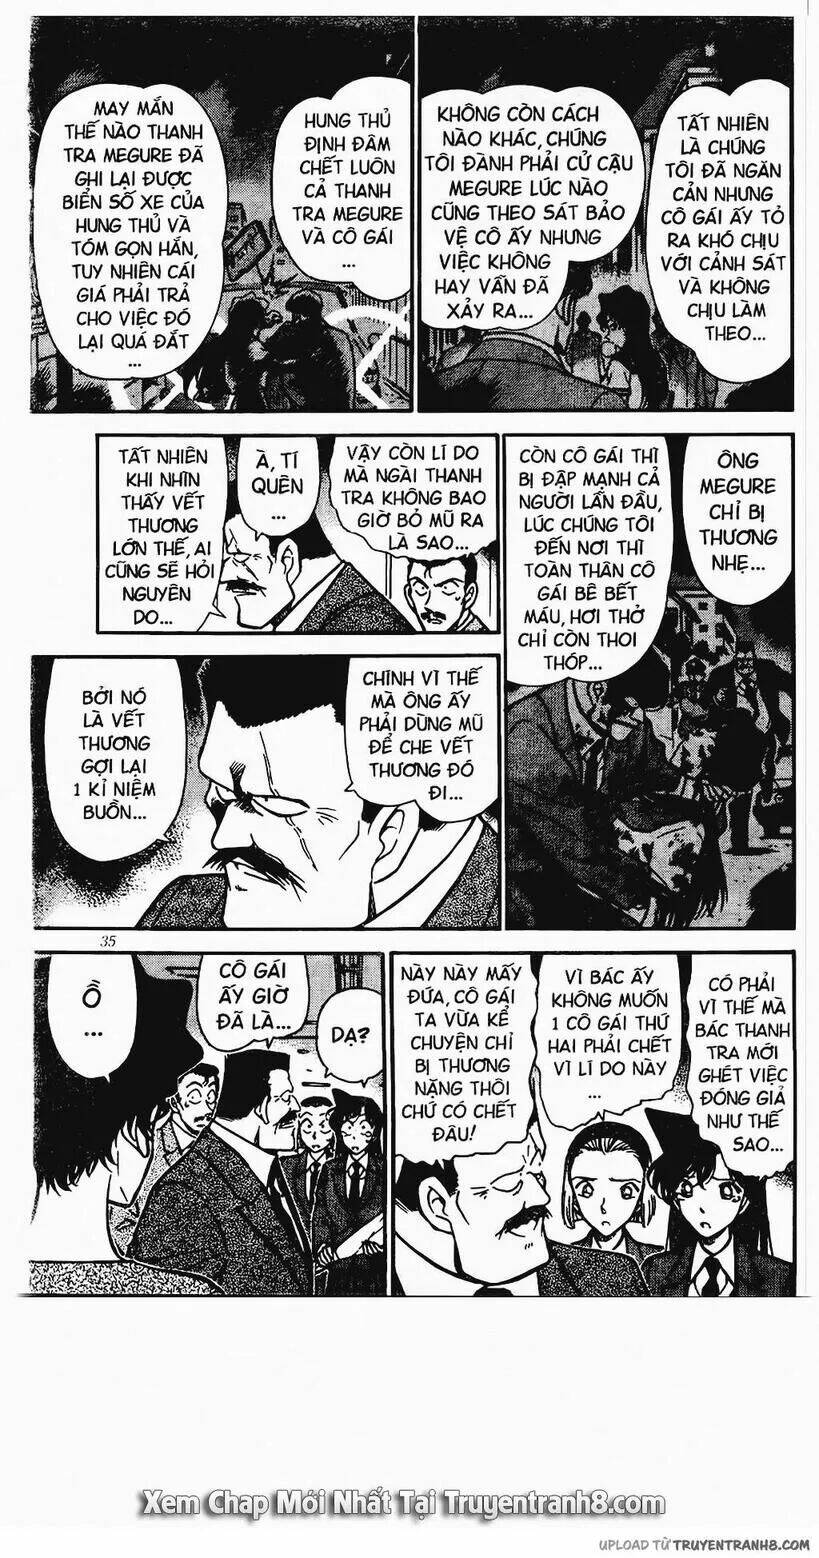 TẤT NHIÊN
LÀ CHÚNG
TÔI ĐÃ NGĂN
CẢN NHƯNG
CÔ GÁI ẤY TỎ
RA KHÓ CHỊU
VỚI CẢNH SÁT
VÀ KHÔNG
CHỊU LÀM
THEO...
KHÔNG CÒN CÁCH
NÀO KHÁC, CHÚNG
TÔI ĐÀNH PHẢI CỬ CẬU
MEGURE LÚC NÀO
CŨNG THEO SÁT BẢO
VỆ CÔ ẤY NHƯNG
VIỆC KHÔNG
HAY VẪN ĐÃ
XẢY RA...
HUNG THỦ
ĐỊNH ĐÂM
CHẾT LUÔN
CẢ THANH
TRA MEGURE
VÀ CÔ GÁI
...
MAY MẮN
THẾ NÀO THANH
TRA MEGURE ĐÃ
GHI LẠI ĐƯỢC
BIỂN SỐ XE CỦA
HUNG THỦ VÀ
TÓM GỌN HẮN,
TUY NHIÊN CÁI
GIÁ PHẢI TRẢ
CHO VIỆC ĐÓ
LẠI QUÁ ĐẮT
...
ÔNG
MEGURE
CHỈ BỊ
THƯƠNG
NHẸ...
CÒN CÔ GÁI THÌ
BỊ ĐẬP MẠNH CẢ
NGƯỜI LẪN ĐẦU,
LÚC CHÚNG TÔI
ĐẾN NƠI THÌ
TOÀN THÂN CÔ
GÁI BÊ BẾT
MÁU, HƠI THỞ
CHỈ CÒN THOI
THÓP...
VẬY CÒN LÍ DO
MÀ NGÀI THANH
TRA KHÔNG BAO
GIỜ BỎ MŨ RA
LÀ SAO...
À, TÍ
QUÊN
...
TẤT NHIÊN
KHI NHÌN
THẤY VẾT
THƯƠNG
LỚN THẾ, AI
CŨNG SẼ HỎI
NGUYÊN
DO...
CHÍNH VÌ THẾ
MÀ ÔNG ẤY
PHẢI DÙNG MŨ
ĐỂ CHE VẾT
THƯƠNG ĐÓ
ĐI...
BỞI NÓ
LÀ VẾT
THƯƠNG
GỢI LẠI
1 KỈ NIỆM
BUỒN...
35
CÓ PHẢI
VÌ THẾ MÀ
BÁC THANH
TRA MỚI
GHÉT VIỆC
ĐÓNG GIẢ
NHƯ THẾ
SAO...
VÌ BÁC ẤY
KHÔNG MUỐN
1 CÔ GÁI THỨ
HAI PHẢI CHẾT
VÌ LÍ DO NÀY
...
NÀY NÀY MẤY
ĐỨA, CÔ GÁI
TA VỪA KỂ
CHUYỆN CHỈ
BỊ THƯƠNG
NẶNG THÔI
CHỨ CÓ CHẾT
ĐÂU!
DẠ?
CÔ GÁI
ẤY GIỜ
ĐÃ LÀ...
Ồ
...
Xem Chap Mới Nhất Tại Truyentranh8.com
UPLOAD TỪ TRUYENTRANH8.COM